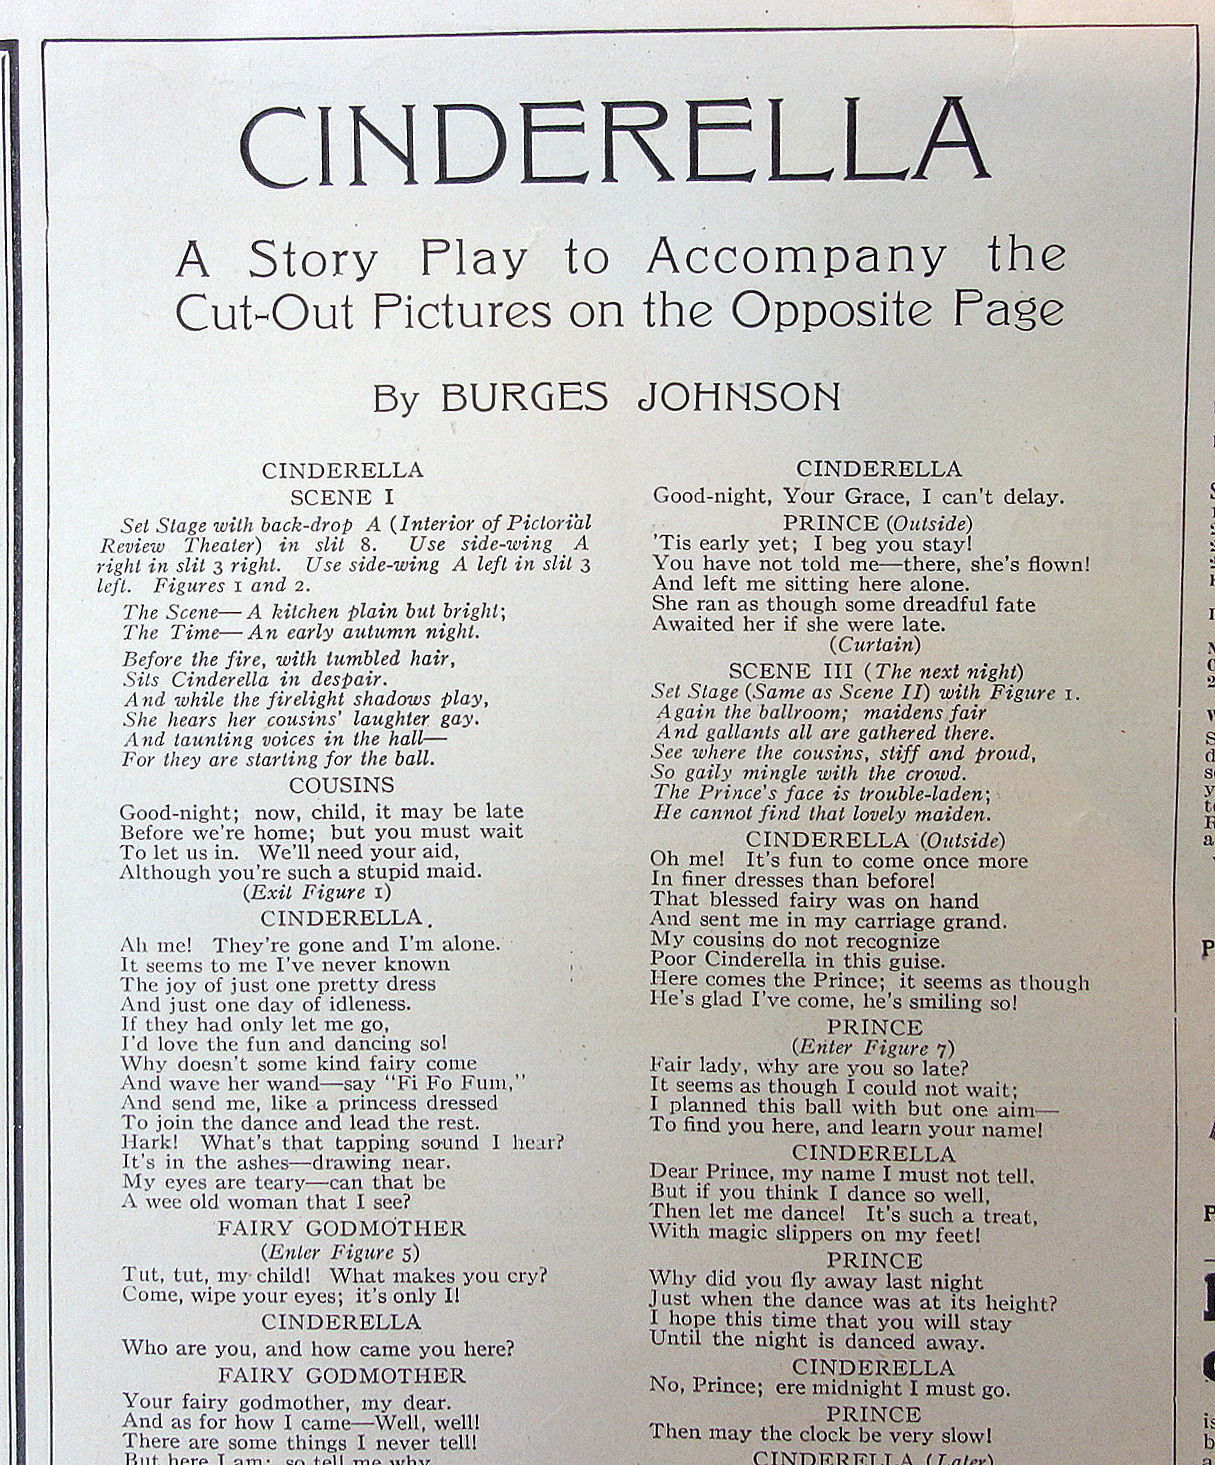 CINDERELLA
A Story Play to Accompany the
Cut-Out Pictures on the Opposite Page
By BURGES JOHNSON
CINDERELLA
SCENE I
Set Stage with back-drop A (Interior of Pictorial
Review Theater) in slit 8. Use side-wing A
right in slit 3 right. Use side-wing A left in slit 3
left. Figures 1 and 2.
The Scene—A kitchen plain but bright;
The Time—An early autumn night.
Before the fire, with tumbled hair,
Sits Cinderella in despair.
And while the firelight shadows play,
She hears her cousins' laughter gay.
And taunting voices in the hall—
For they are starting for the ball.
COUSINS
Good-night; now, child, it may be late
Before we're home; but you must wait
To let us in. We'll need your aid,
Although you're such a stupid maid.
(Exit Figure 1)
CINDERELLA.
Ah me! They're gone and I'm alone.
It seems to me I've never known
The joy of just one pretty dress
And just one day of idleness.
If they had only let me go,
I'd love the fun and dancing so!
Why doesn't some kind fairy come
And wave her wand—say "Fi Fo Fum,"
And send me, like a princess dressed
To join the dance and lead the rest.
Hark! What's that tapping sound I hear?
It's in the ashes—drawing near.
My eyes are teary—can that be
A wee old woman that I see?
FAIRY GODMOTHER
(Enter Figure 5)
Tut, tut, my child! What makes you cry?
Come, wipe your eyes; it's only I!
CINDERELLA
Who are you, and how came you here?
FAIRY GODMOTHER
Your fairy godmother, my dear.
And as for how I came—Well, well!
There are some things I never tell!
But here I am; so tell me why
CINDERELLA
Good-night, Your Grace, I can't delay.
PRINCE (Outside)
'Tis early yet; I beg you stay!
You have not told me—there, she's flown!
And left me sitting here alone.
She ran as though some dreadful fate
Awaited her if she were late.
(Curtain)
SCENE III (The next night)
Set Stage (Same as Scene II) with Figure 1.
Again the ballroom; maidens fair
And gallants all are gathered there.
See where the cousins, stiff and proud,
So gaily mingle with the crowd.
The Prince's face is trouble-laden;
He cannot find that lovely maiden.
CINDERELLA (Outside)
Oh me! It's fun to come once more
In finer dresses than before!
That blessed fairy was on hand
And sent me in my carriage grand.
My cousins do not recognize
Poor Cinderella in this guise.
Here comes the Prince; it seems as though
He's glad I've come, he's smiling so!
PRINCE
(Enter Figure 7)
Fair lady, why are you so late?
It seems as though I could not wait;
I planned this ball with but one aim—
To find you here, and learn your name!
CINDERELLA
Dear Prince, my name I must not tell.
But if you think I dance so well,
Then let me dance! It's such a treat,
With magic slippers on my feet!
PRINCE
Why did you fly away last night
Just when the dance was at its height?
I hope this time that you will stay
Until the night is danced away.
CINDERELLA
No, Prince; ere midnight I must go.
PRINCE
Then may the clock be very slow!
CINDERELLA (Later)